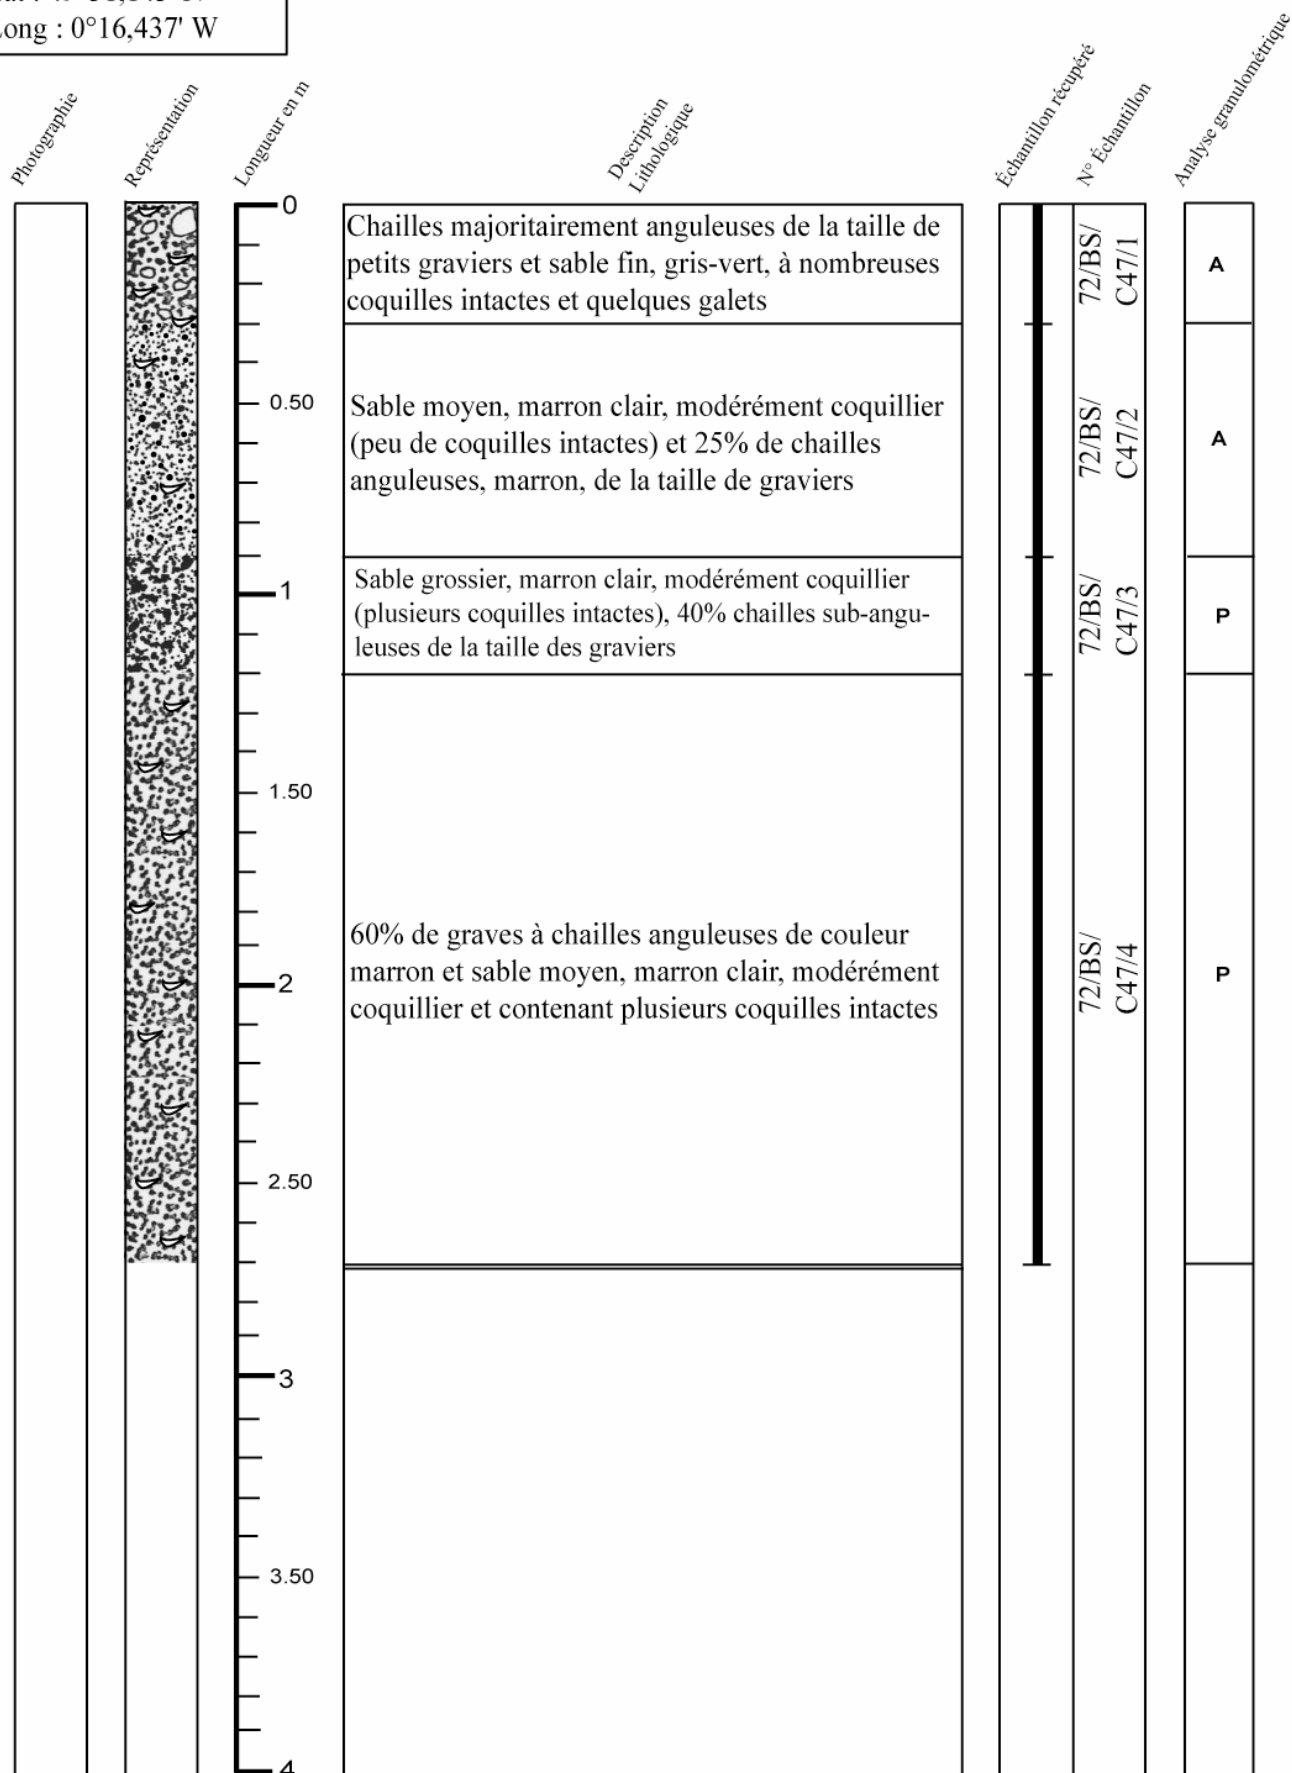 Long : 0°16,437' W
Photographie
Représentation
Longueur en m
Description
Lithologique
Échantillon récupéré
N° Échantillon
Analyse granulométrique
0
Chailles majoritairement anguleuses de la taille de
petits graviers et sable fin, gris-vert, à nombreuses
coquilles intactes et quelques galets
72/BS/
C47/1
A
0.50
Sable moyen, marron clair, modérément coquillier
(peu de coquilles intactes) et 25% de chailles
anguleuses, marron, de la taille de graviers
72/BS/
C47/2
A
1
Sable grossier, marron clair, modérément coquillier
(plusieurs coquilles intactes), 40% chailles sub-angu-
leuses de la taille des graviers
72/BS/
C47/3
P
1.50
60% de graves à chailles anguleuses de couleur
marron et sable moyen, marron clair, modérément
coquillier et contenant plusieurs coquilles intactes
72/BS/
C47/4
P
2
2.50
3
3.50
4